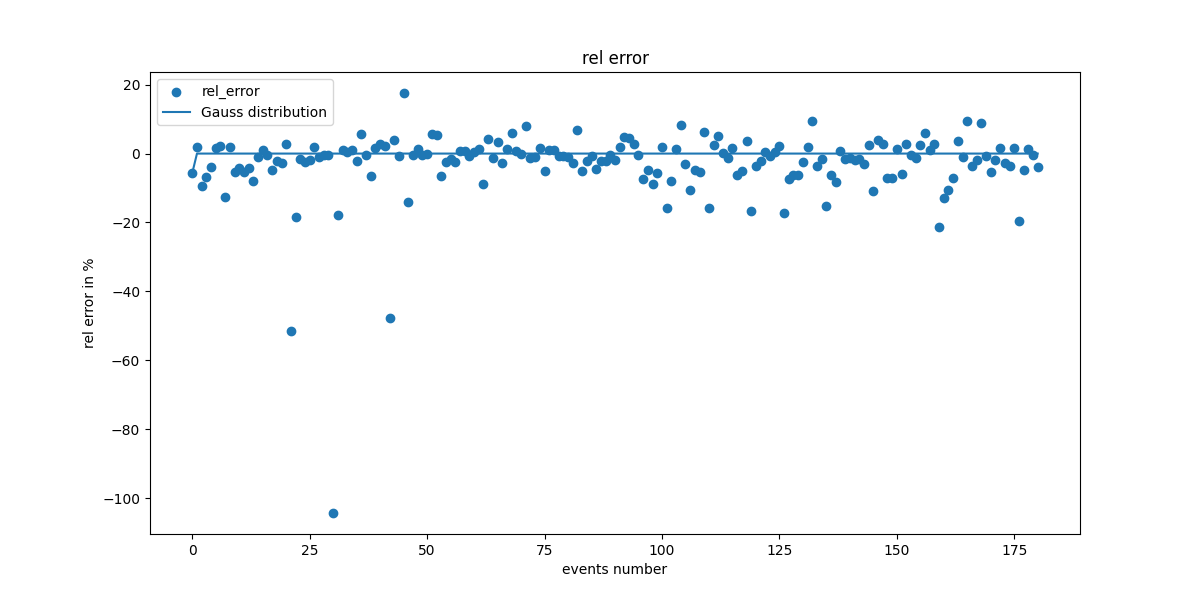 rel error
rel_error
Gauss distribution
20
0
−20
−40
−60
−80
−100
rel error in %
0 25 50 75 100 125 150 175
events number